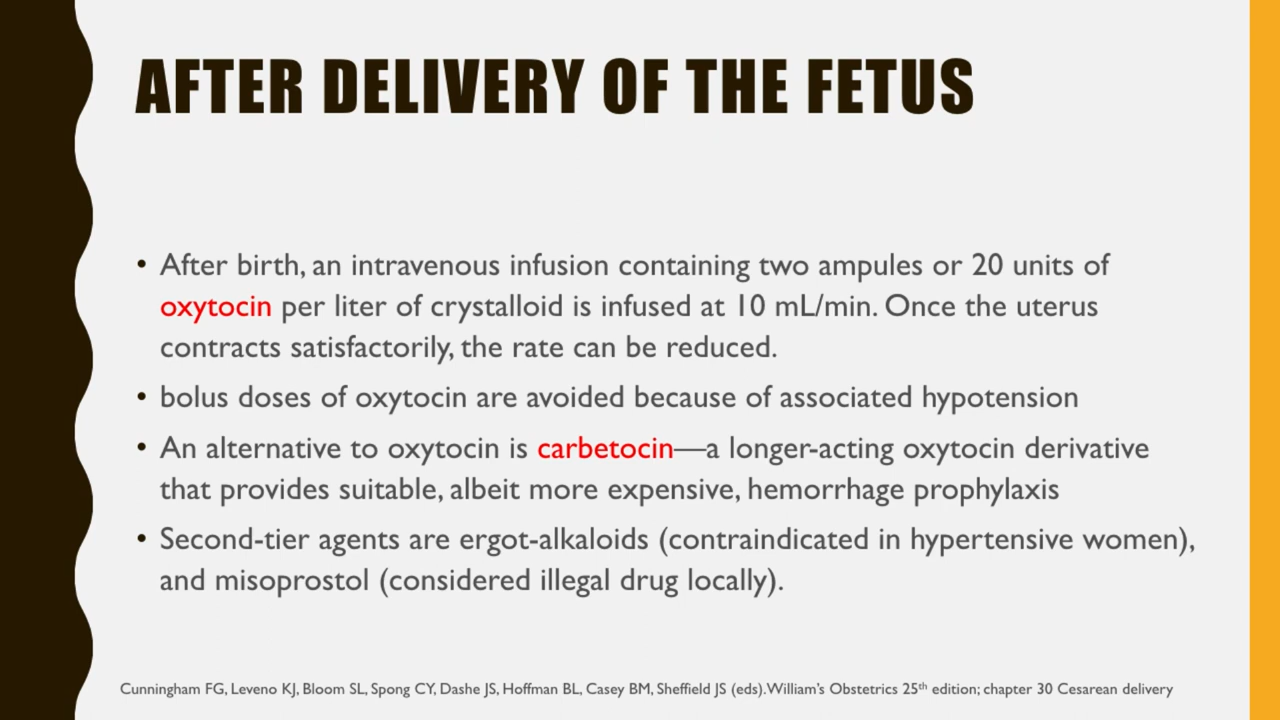 AFTER DELIVERY OF THE FETUS
• After birth, an intravenous infusion containing two ampules or 20 units of
oxytocin per liter of crystalloid is infused at 10 mL/min. Once the uterus
contracts satisfactorily, the rate can be reduced.
• bolus doses of oxytocin are avoided because of associated hypotension
• An alternative to oxytocin is carbetocin—a longer-acting oxytocin derivative
that provides suitable, albeit more expensive, hemorrhage prophylaxis
• Second-tier agents are ergot-alkaloids (contraindicated in hypertensive women),
and misoprostol (considered illegal drug locally).
Cunningham FG, Leveno KJ, Bloom SL, Spong CY, Dashe JS, Hoffman BL, Casey BM, Sheffield JS (eds).William's Obstetrics 25th edition; chapter 30 Cesarean delivery